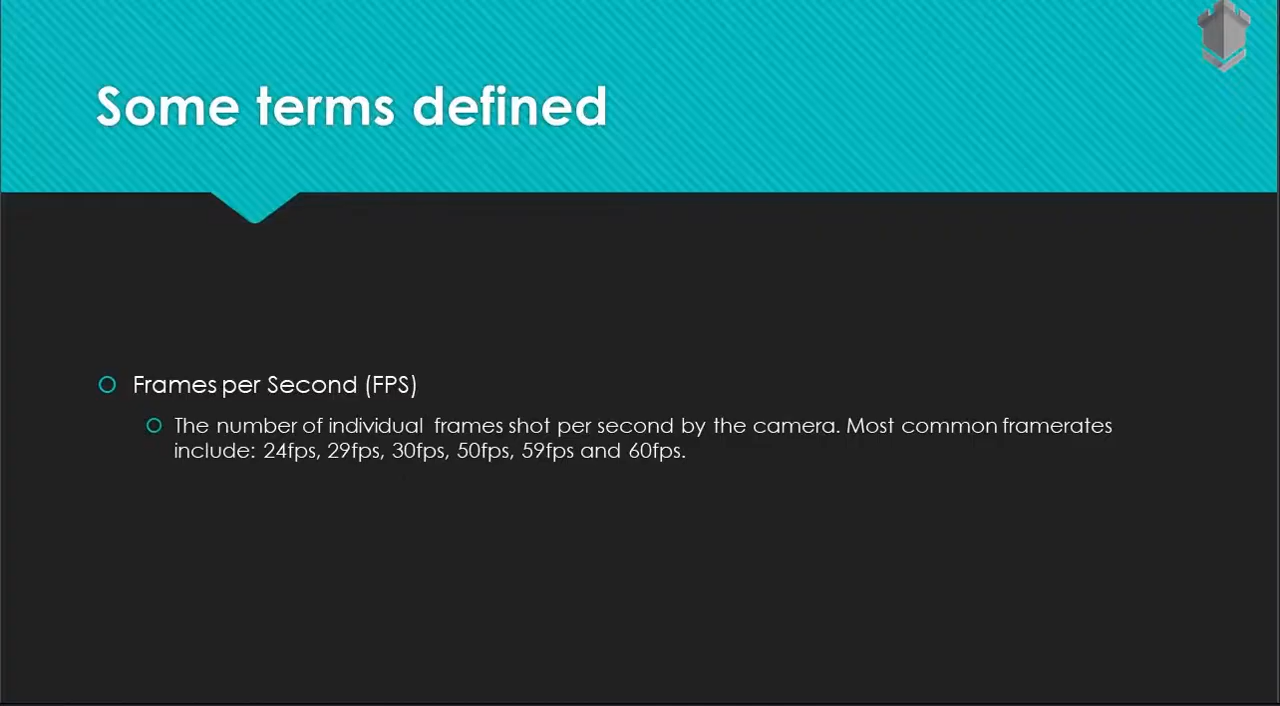 Some terms defined
Frames per Second (FPS)
The number of individual frames shot per second by the camera. Most common framerates
include: 24fps, 29fps, 30fps, 50fps, 59fps and 60fps.